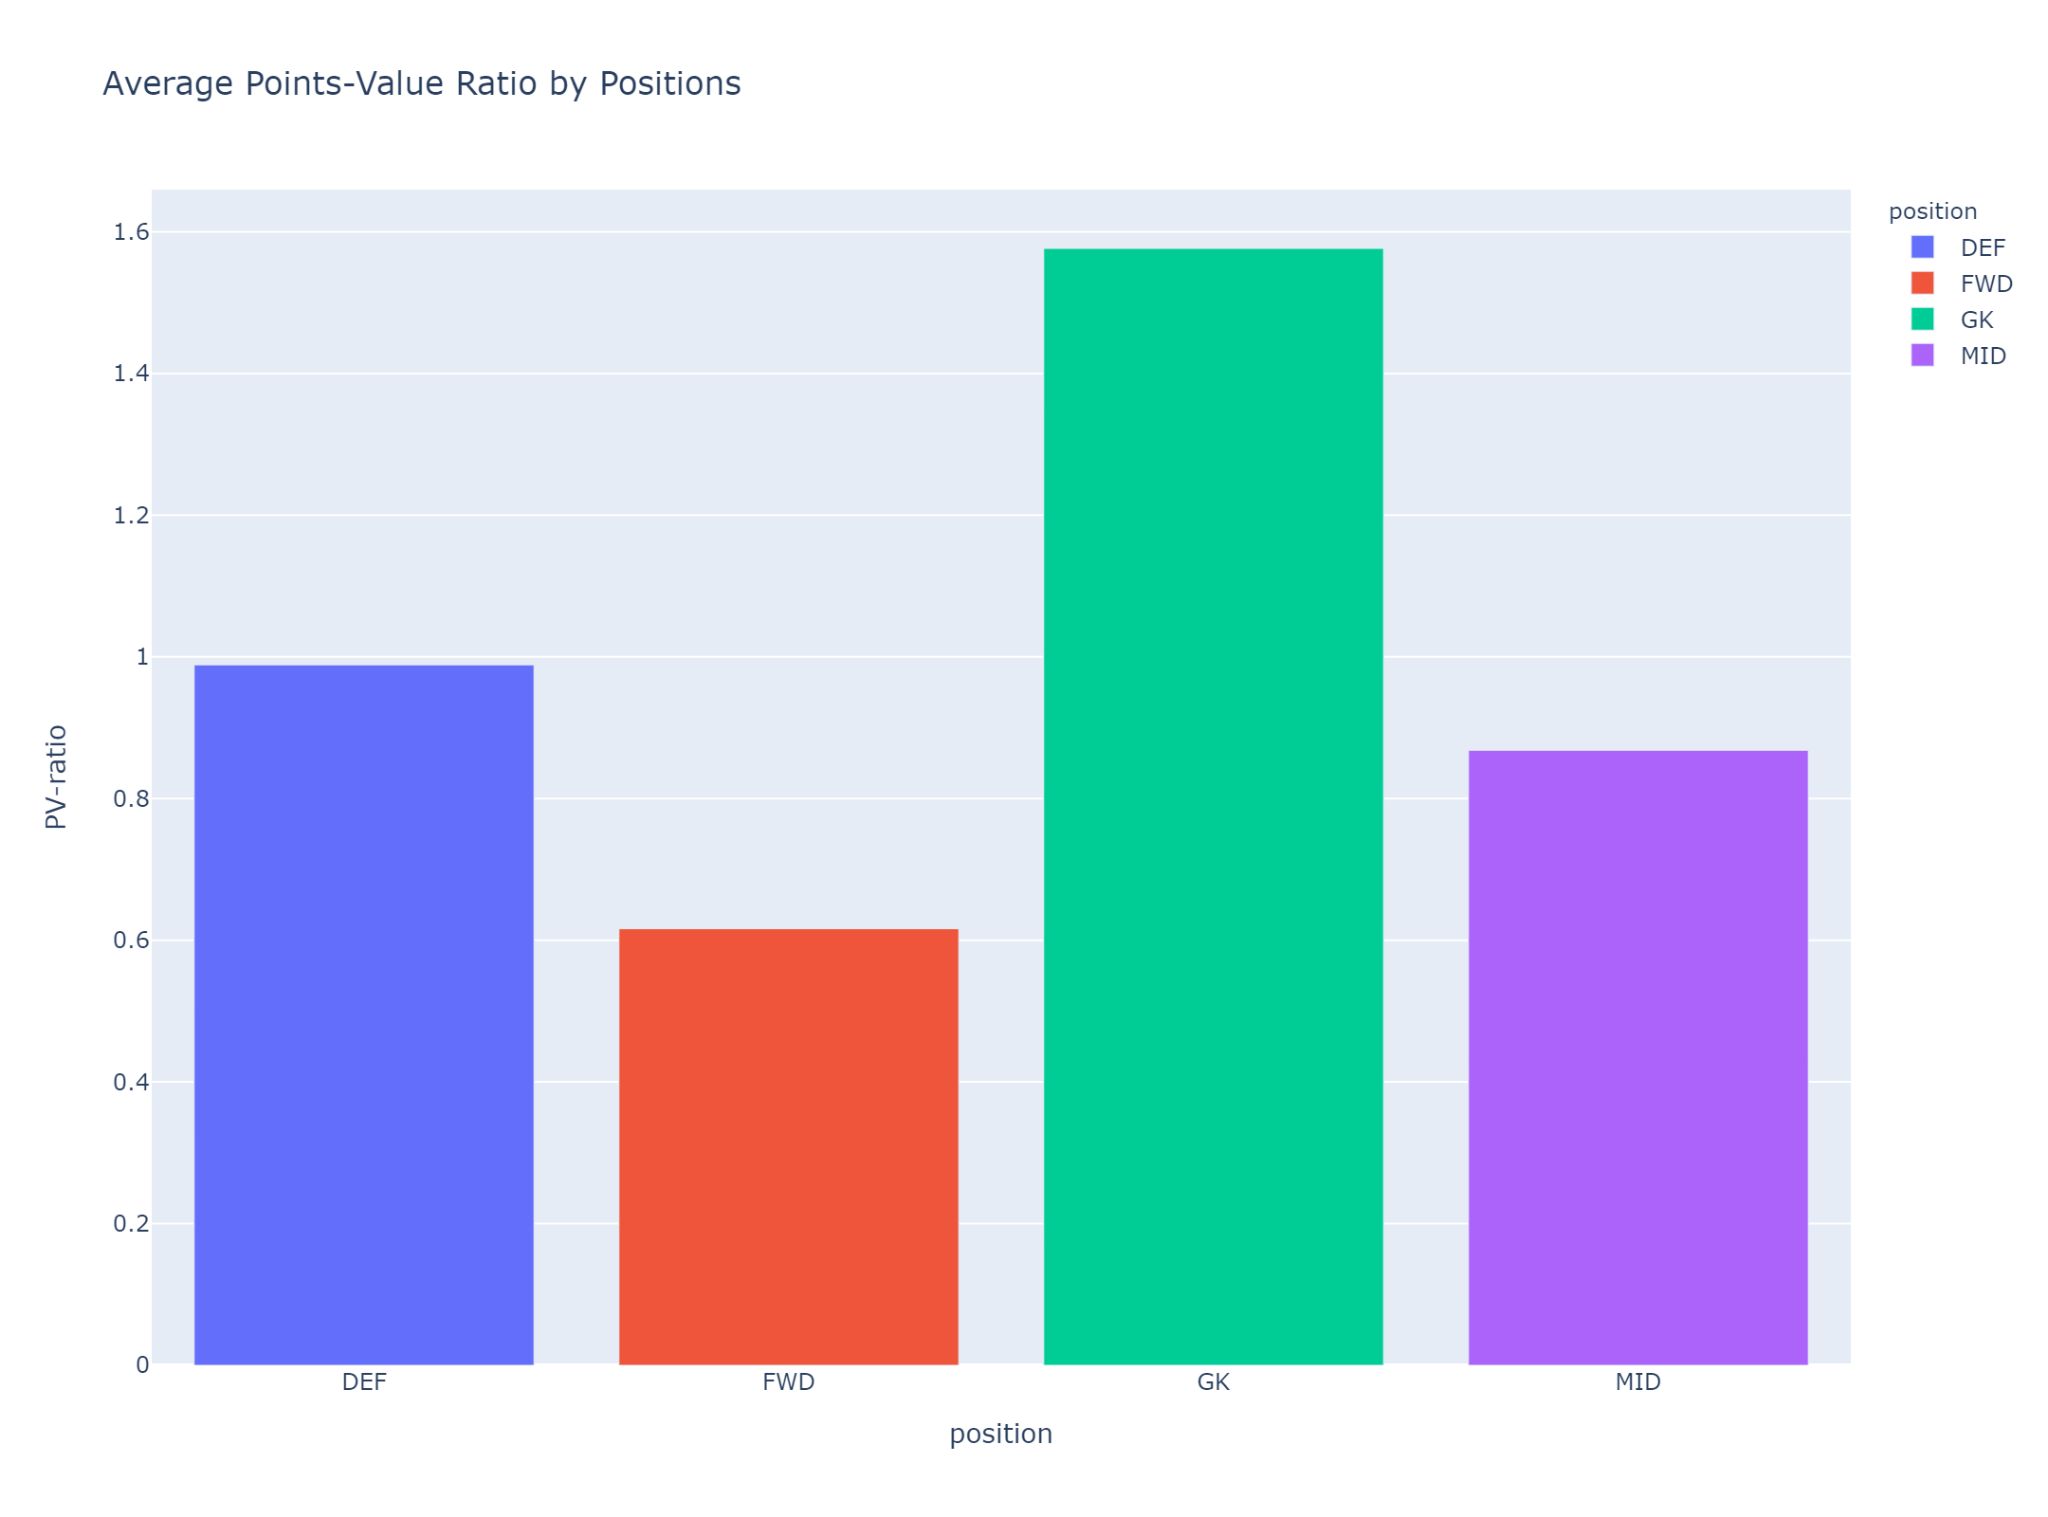 Average Points-Value Ratio by Positions
position
DEF
FWD
GK
MID
1.6
1.4
1.2
1
0.8
0.6
0.4
0.2
0
PV-ratio
DEF
FWD
GK
MID
position